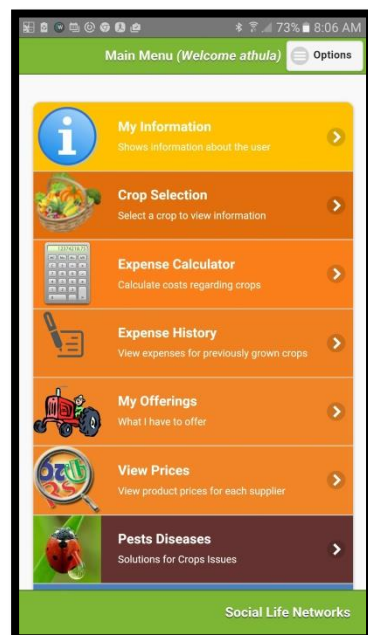 73% 8:06 AM
Main Menu (Welcome athula) Options
My Information
Shows information about the user
Crop Selection
Select a crop to view information
Expense Calculator
Calculate costs regarding crops
Expense History
View expenses for previously grown crops
My Offerings
What I have to offer
View Prices
View product prices for each supplier
Pests Diseases
Solutions for Crops Issues
Social Life Networks